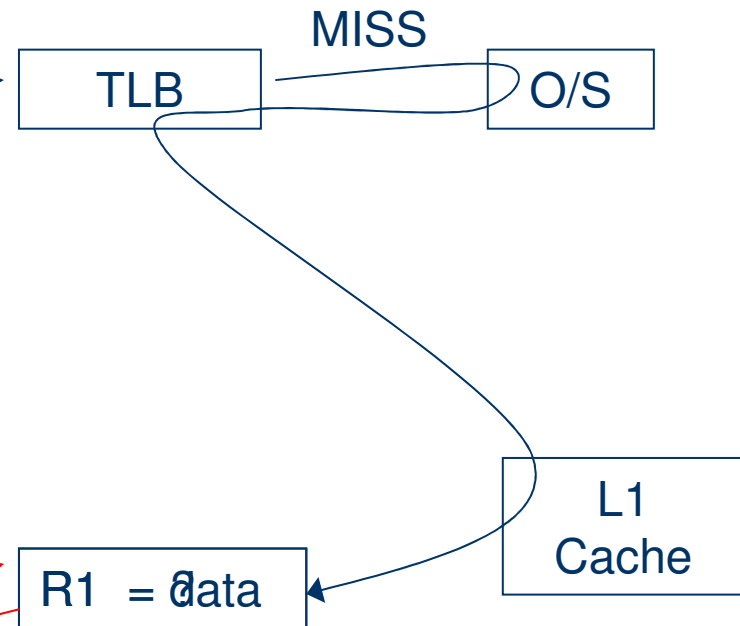 MISS
TLB
O/S
L1
Cache
R1 = data